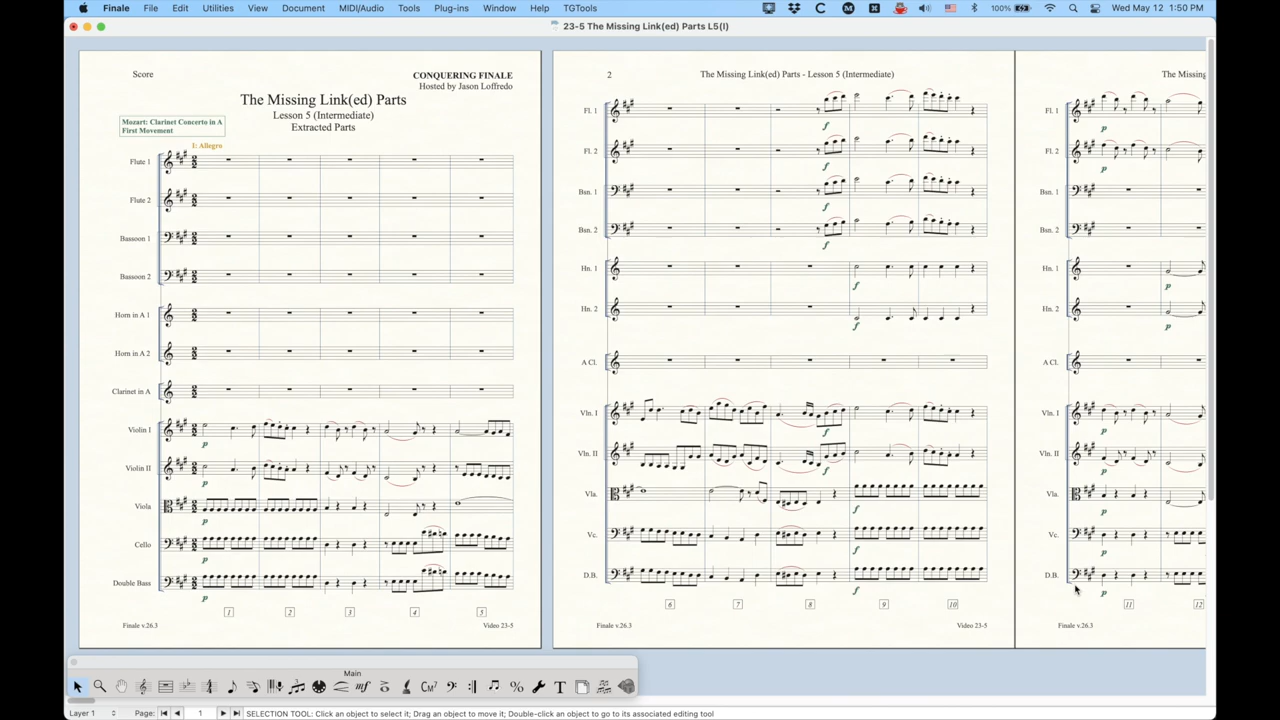 Finale File Edit Utilities View Document MIDI/Audio Tools Plug-ins Window Help TGTools 100% Wed May 12 1:50 PM
23-5 The Missing Link(ed) Parts L5(I)
Score
CONQUERING FINALE
Hosted by Jason Loffredo
The Missing Link(ed) Parts
Lesson 5 (Intermediate)
Extracted Parts
Mozart: Clarinet Concerto in A
First Movement
I: Allegro
Flute 1
Flute 2
Bassoon 1
Bassoon 2
Horn in A 1
Horn in A 2
Clarinet in A
Violin I
p
Violin II
p
Viola
p
Cello
p
Double Bass
p
1 2 3 4 5
Finale v.26.3 Video 23-5
2 The Missing Link(ed) Parts - Lesson 5 (Intermediate)
Fl. 1
f
Fl. 2
f
Bsn. 1
f
Bsn. 2
f
Hn. 1
f
Hn. 2
f
A Cl.
Vln. I
f
Vln. II
f
Vla.
f
Vc.
f
D.B.
f
6 7 8 9 10
Finale v.26.3 Video 23-5
The Missing
Fl. 1
p
Fl. 2
p
Bsn. 1
Bsn. 2
Hn. 1
p
Hn. 2
p
A Cl.
Vln. I
p
Vln. II
p
Vla.
p
Vc.
p
D.B.
p
11 12
Finale v.26.3
Main
Layer 1 Page: 1 SELECTION TOOL: Click an object to select it; Drag an object to move it; Double-click an object to go to its associated editing tool